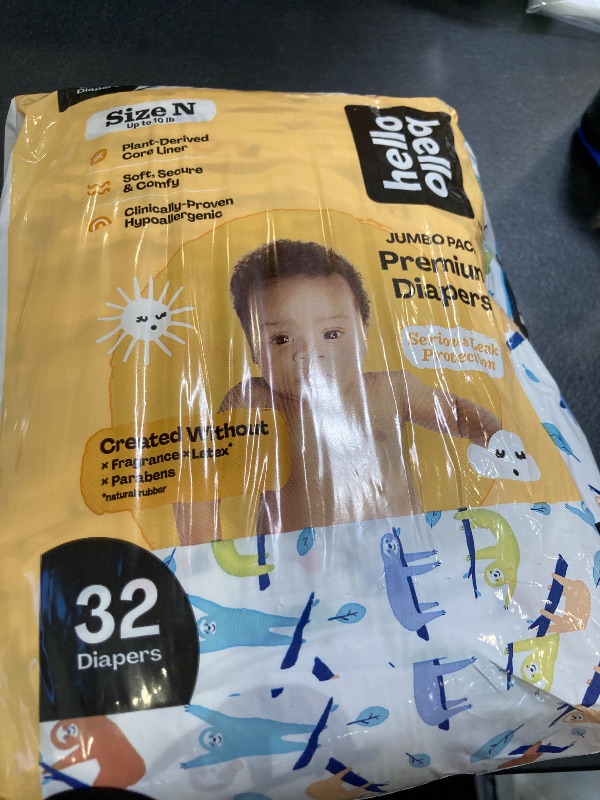 Diapers
Size N
Up to 10 lb
Plant-Derived
Core Liner
Soft, Secure
& Comfy
Clinically-Proven
Hypoallergenic
hello
bello
JUMBO PACK
Premium
Diapers
Serious Leak
Protection
Created Without
× Fragrance × Latex*
× Parabens
*natural rubber
32
Diapers